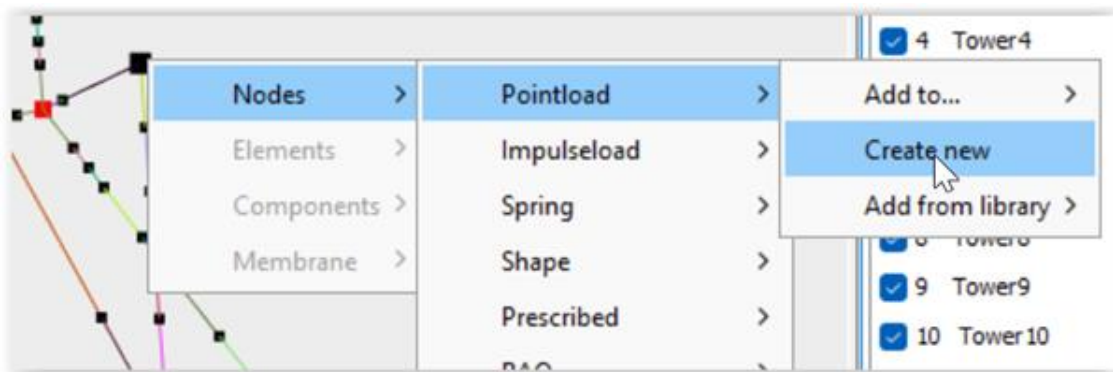 4 Tower4
Nodes > Pointload > Add to... >
Elements > Impulseload > Create new
Components > Spring > Add from library >
Membrane > Shape >
9 Tower9
Prescribed >
10 Tower10